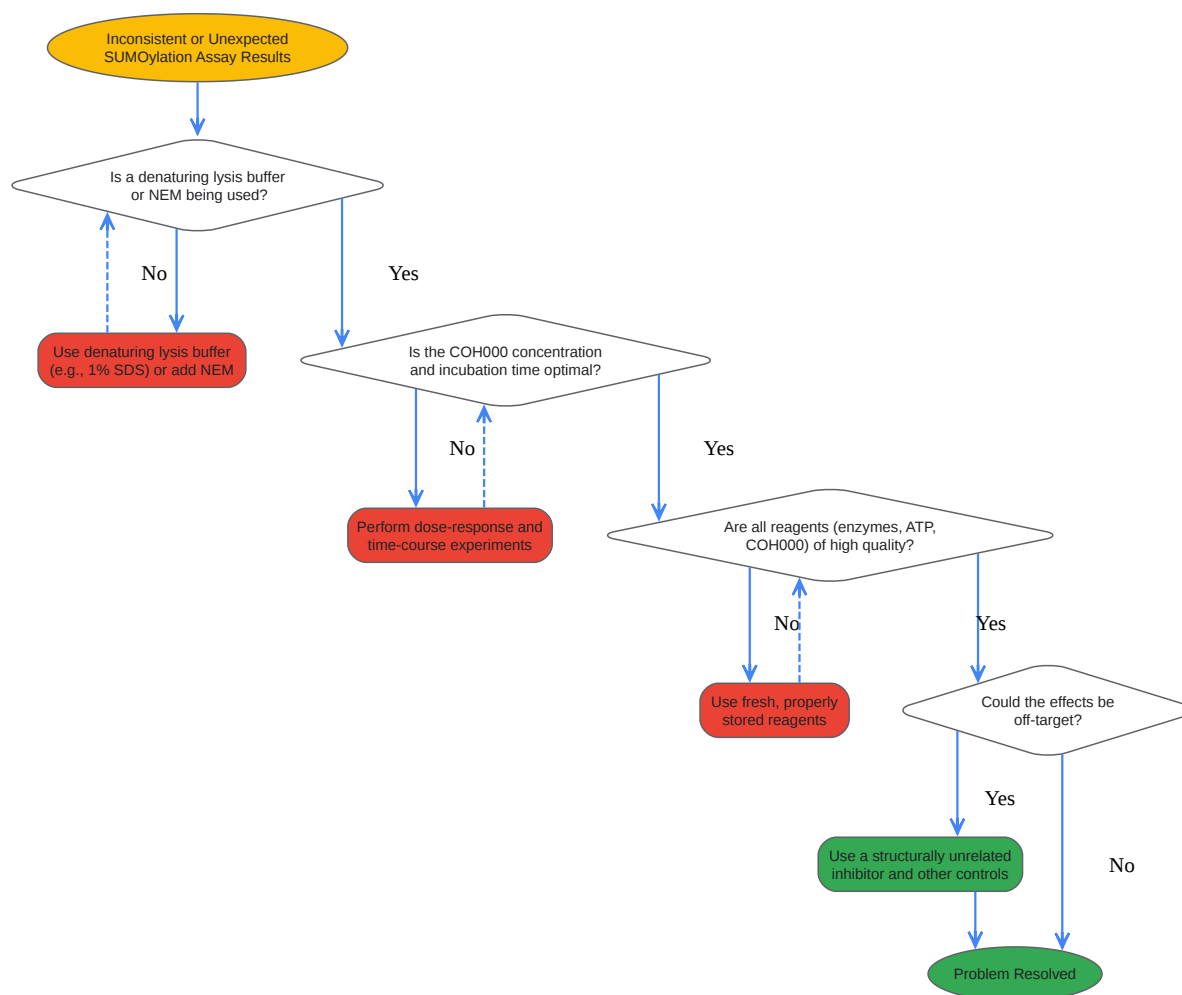 Inconsistent or Unexpected
SUMOylation Assay Results
Is a denaturing lysis buffer
or NEM being used?
No
Yes
Use denaturing lysis buffer
(e.g., 1% SDS) or add NEM
Is the COH000 concentration
and incubation time optimal?
No
Yes
Perform dose-response and
time-course experiments
Are all reagents (enzymes, ATP,
COH000) of high quality?
No
Yes
Use fresh, properly
stored reagents
Could the effects be
off-target?
Yes
No
Use a structurally unrelated
inhibitor and other controls
Problem Resolved